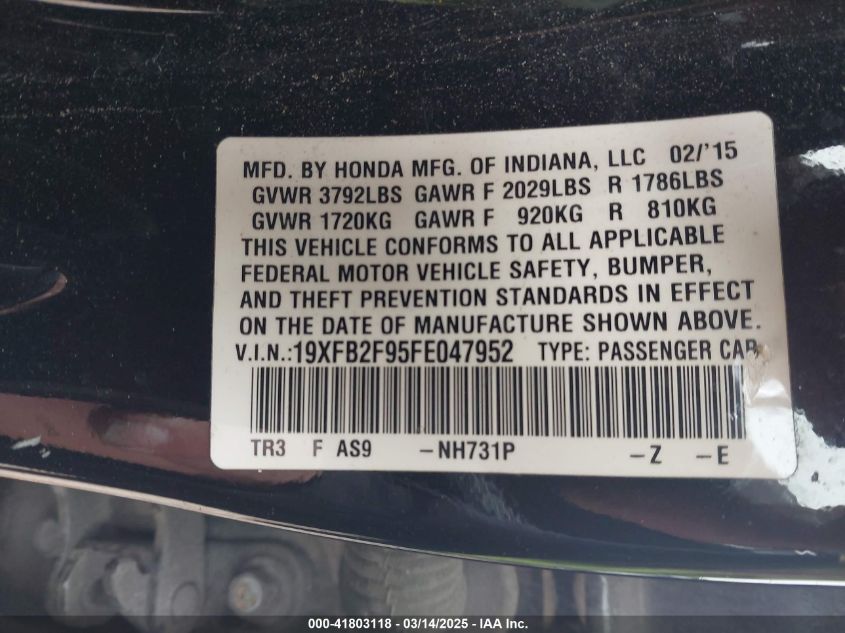 MFD. BY HONDA MFG. OF INDIANA, LLC 02/'15
GVWR 3792LBS GAWR F 2029LBS R 1786LBS
GVWR 1720KG GAWR F 920KG R 810KG
THIS VEHICLE CONFORMS TO ALL APPLICABLE
FEDERAL MOTOR VEHICLE SAFETY, BUMPER,
AND THEFT PREVENTION STANDARDS IN EFFECT
ON THE DATE OF MANUFACTURE SHOWN ABOVE.
V.I.N.:19XFB2F95FE047952 TYPE: PASSENGER CAR
TR3 F AS9 -NH731P -Z -E
000-41803118 - 03/14/2025 - IAA Inc.